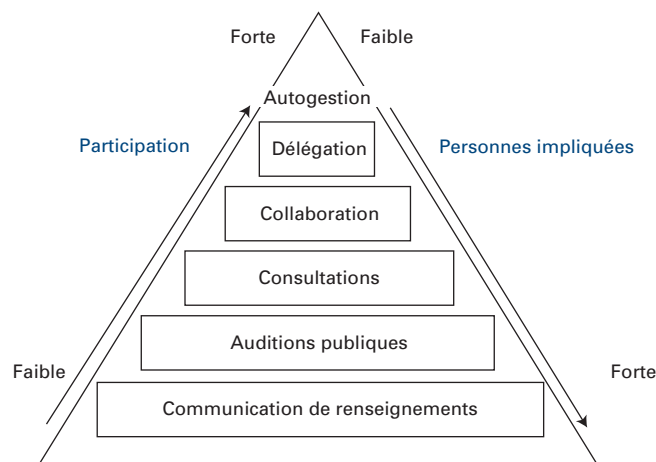 Forte
Faible
Autogestion
Participation
Délégation
Personnes impliquées
Collaboration
Consultations
Auditions publiques
Faible
Forte
Communication de renseignements